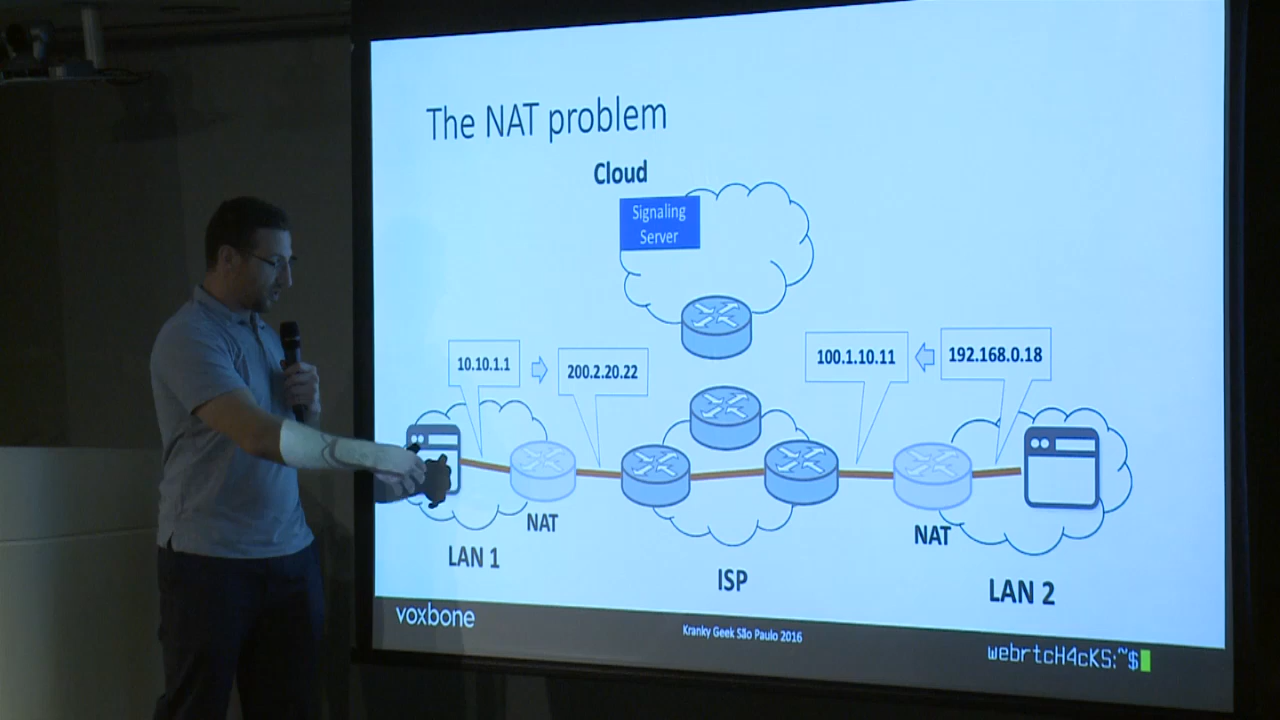 The NAT problem
Cloud
Signaling
Server
10.10.1.1
200.2.20.22
100.1.10.11
192.168.0.18
NAT
NAT
LAN 1
ISP
LAN 2
voxbone
Kranky Geek São Paulo 2016
webrtcH4cKS:~$